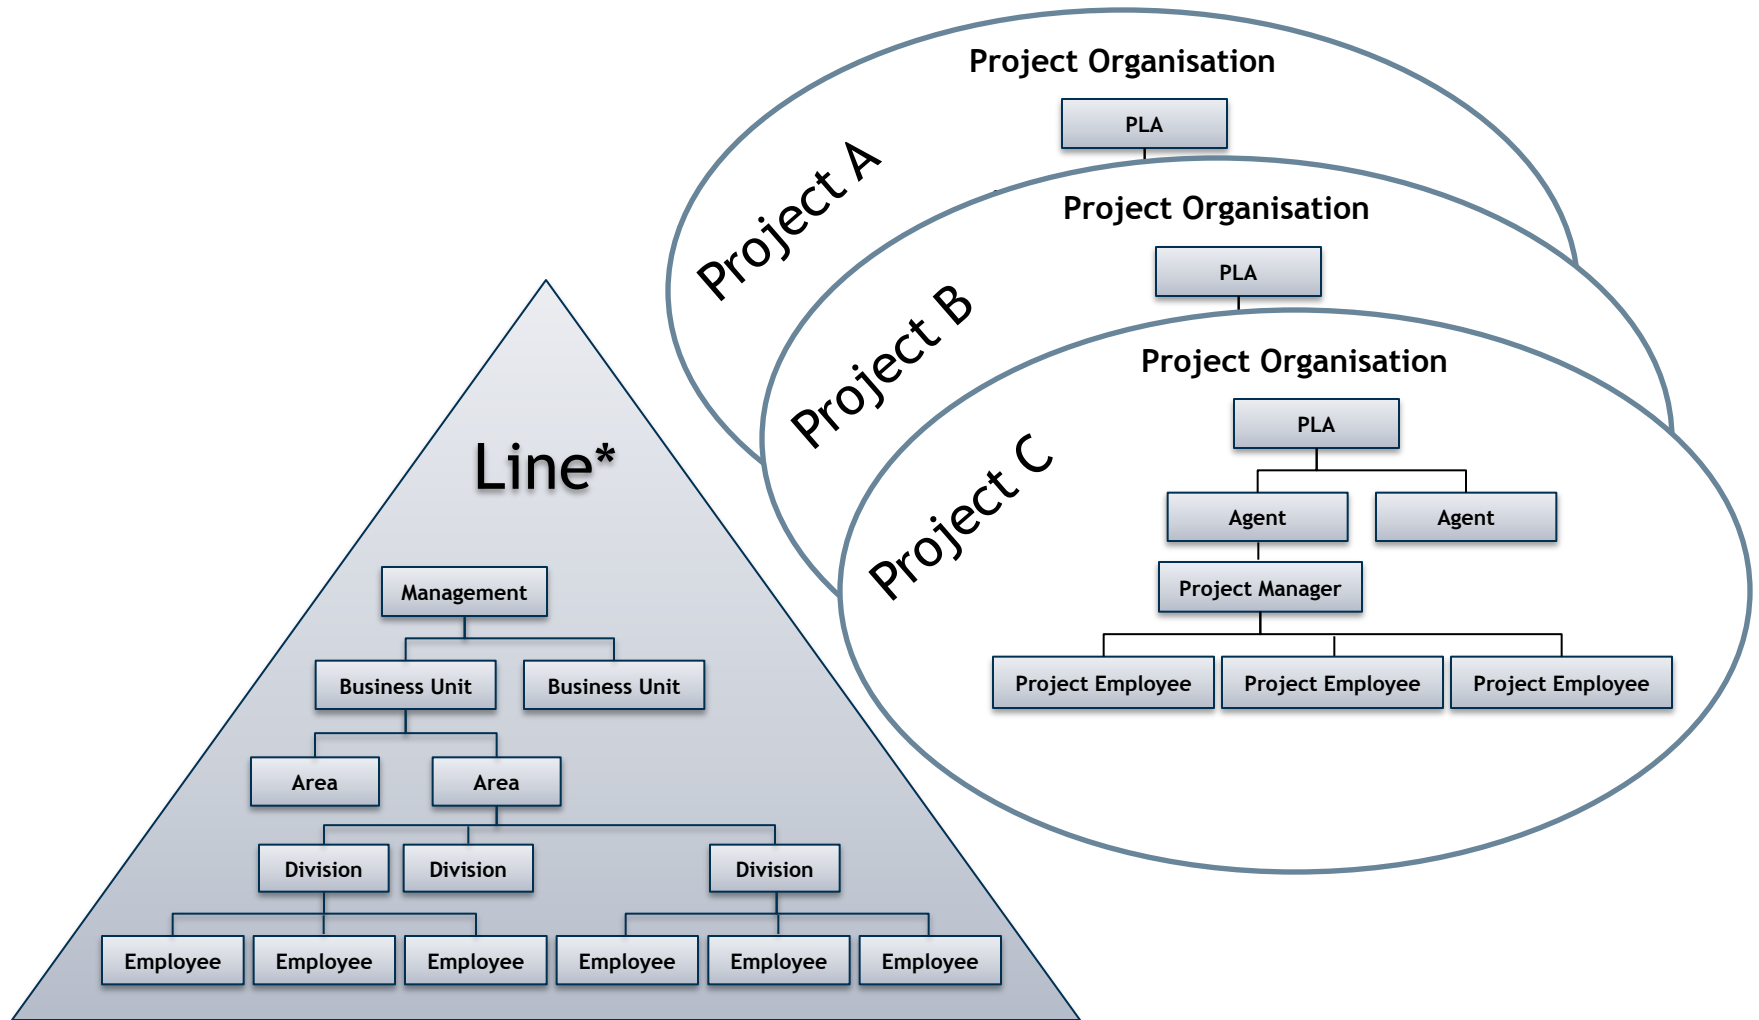 Project Organisation
PLA
Project A
Project Organisation
PLA
Project B
Project Organisation
PLA
Project C
Agent Agent
Project Manager
Project Employee Project Employee Project Employee
Line*
Management
Business Unit Business Unit
Area Area
Division Division Division
Employee Employee Employee Employee Employee Employee